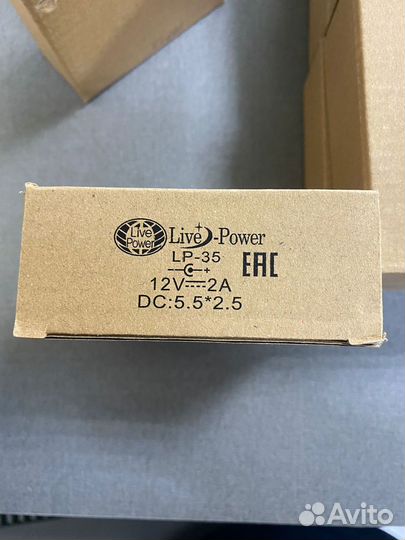 Live Power
Live-Power
LP-35
EAC
12V⎓2A
DC:5.5*2.5
Avito